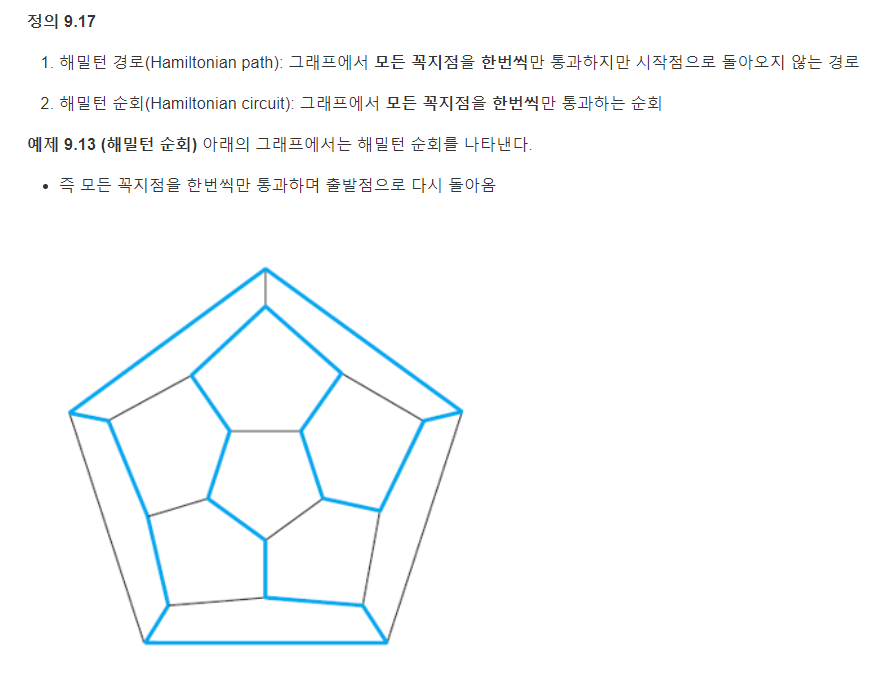 정의 9.17
1. 해밀턴 경로(Hamiltonian path): 그래프에서 모든 꼭지점을 한번씩만 통과하지만 시작점으로 돌아오지 않는 경로
2. 해밀턴 순회(Hamiltonian circuit): 그래프에서 모든 꼭지점을 한번씩만 통과하는 순회
예제 9.13 (해밀턴 순회) 아래의 그래프에서는 해밀턴 순회를 나타낸다.
• 즉 모든 꼭지점을 한번씩만 통과하며 출발점으로 다시 돌아옴